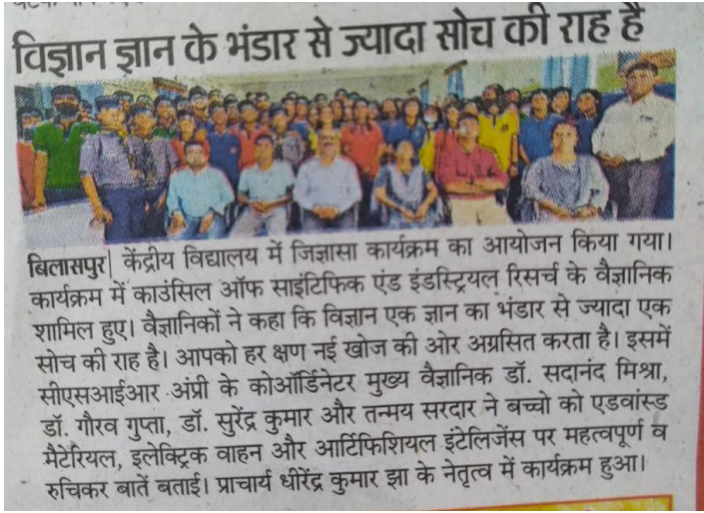 विज्ञान ज्ञान के भंडार से ज्यादा सोच की राह है
बिलासपुर| केंद्रीय विद्यालय में जिज्ञासा कार्यक्रम का आयोजन किया गया।
कार्यक्रम में काउंसिल ऑफ साइंटिफिक एंड इंडस्ट्रियल रिसर्च के वैज्ञानिक
शामिल हुए। वैज्ञानिकों ने कहा कि विज्ञान एक ज्ञान का भंडार से ज्यादा एक
सोच की राह है। आपको हर क्षण नई खोज की ओर अग्रसित करता है। इसमें
सीएसआईआर अंप्री के कोऑर्डिनेटर मुख्य वैज्ञानिक डॉ. सदानंद मिश्रा,
डॉ. गौरव गुप्ता, डॉ. सुरेंद्र कुमार और तन्मय सरदार ने बच्चो को एडवांस्ड
मैटेरियल, इलेक्ट्रिक वाहन और आर्टिफिशियल इंटेलिजेंस पर महत्वपूर्ण व
रुचिकर बातें बताई। प्राचार्य धीरेंद्र कुमार झा के नेतृत्व में कार्यक्रम हुआ।